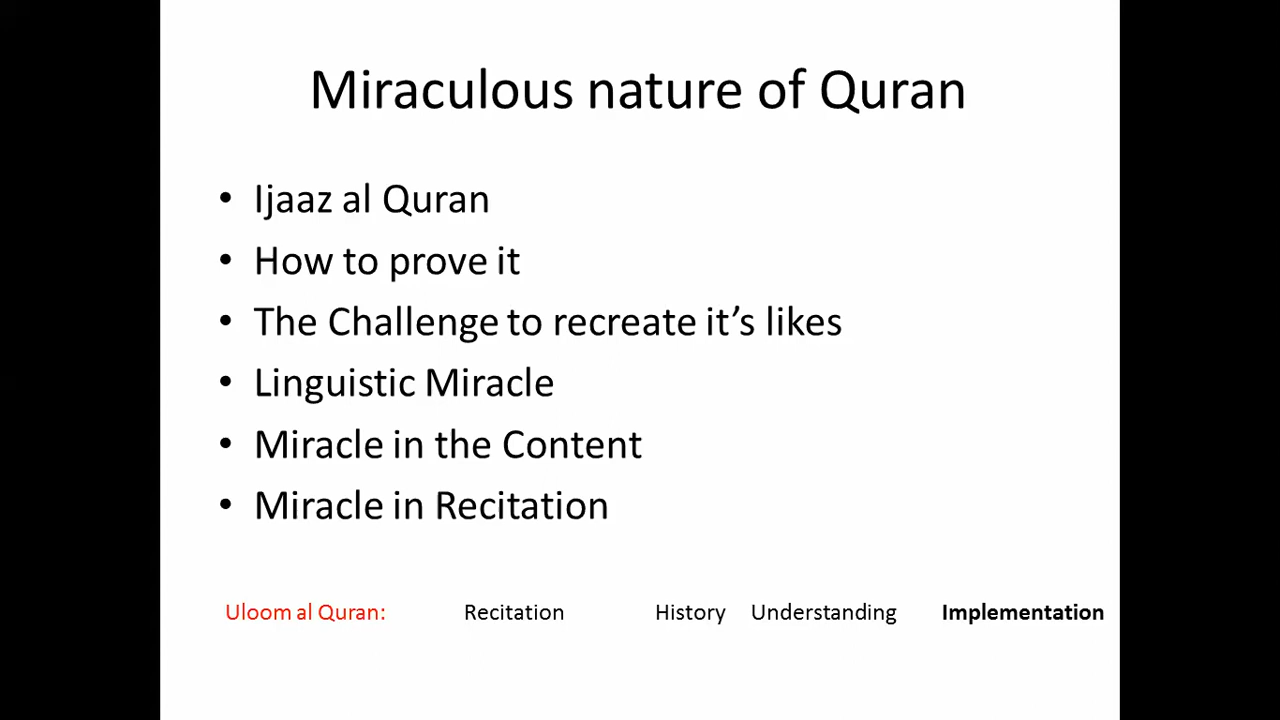 Miraculous nature of Quran
• Ijaaz al Quran
• How to prove it
• The Challenge to recreate it’s likes
• Linguistic Miracle
• Miracle in the Content
• Miracle in Recitation
Uloom al Quran: Recitation History Understanding Implementation